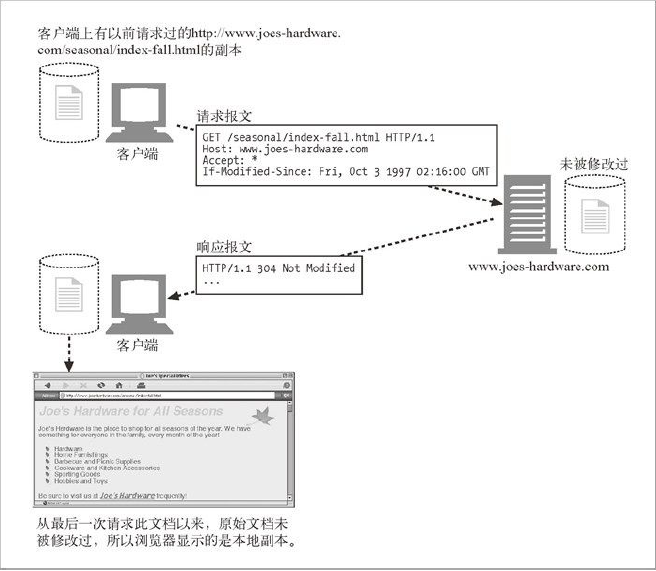 客户端上有以前请求过的http://www.joes-hardware.
com/seasonal/index-fall.html的副本
请求报文
GET /seasonal/index-fall.html HTTP/1.1
Host: www.joes-hardware.com
Accept: *
If-Modified-Since: Fri, Oct 3 1997 02:16:00 GMT
客户端
未被修改过
www.joes-hardware.com
响应报文
HTTP/1.1 304 Not Modified
...
客户端
Joe's Hardware for All Seasons
Joe's Hardware is the place to shop for all seasons of the year. We have
something for everyone in the family, every month of the year!
Hardware
Home Furnishings
Barbecue and Picnic Supplies
Cookware and Kitchen Accessories
Sporting Goods
Hobbies and Toys
Be sure to visit us at Joe's Hardware frequently!
从最后一次请求此文档以来，原始文档未
被修改过，所以浏览器显示的是本地副本。